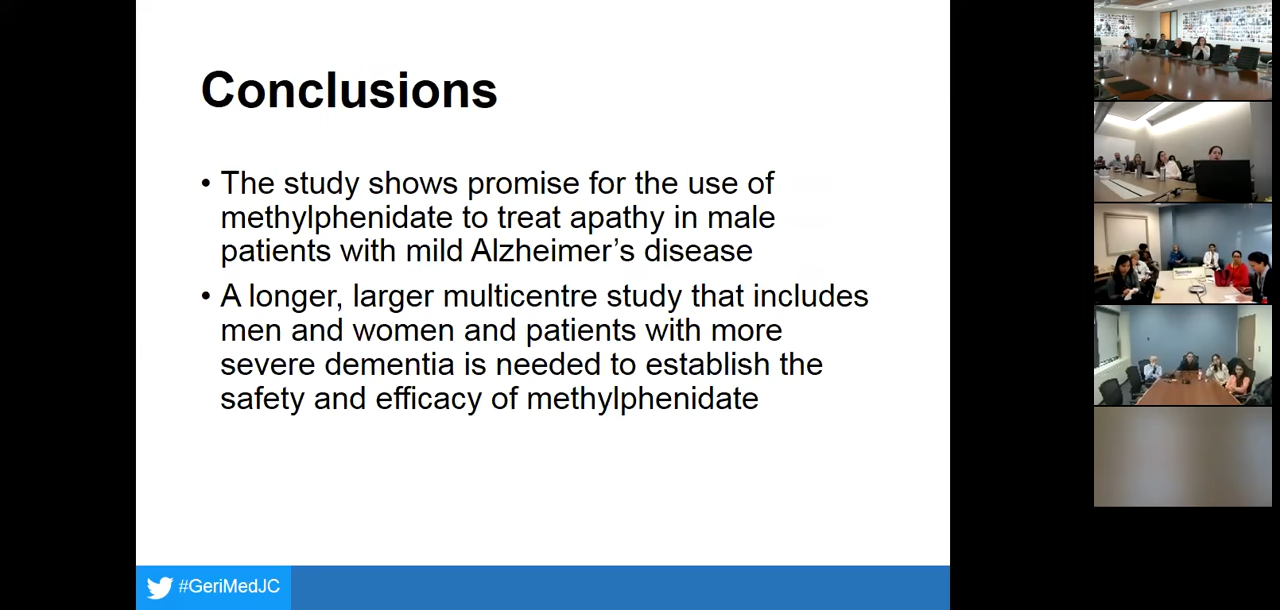 Conclusions
• The study shows promise for the use of
methylphenidate to treat apathy in male
patients with mild Alzheimer’s disease
• A longer, larger multicentre study that includes
men and women and patients with more
severe dementia is needed to establish the
safety and efficacy of methylphenidate
#GeriMedJC